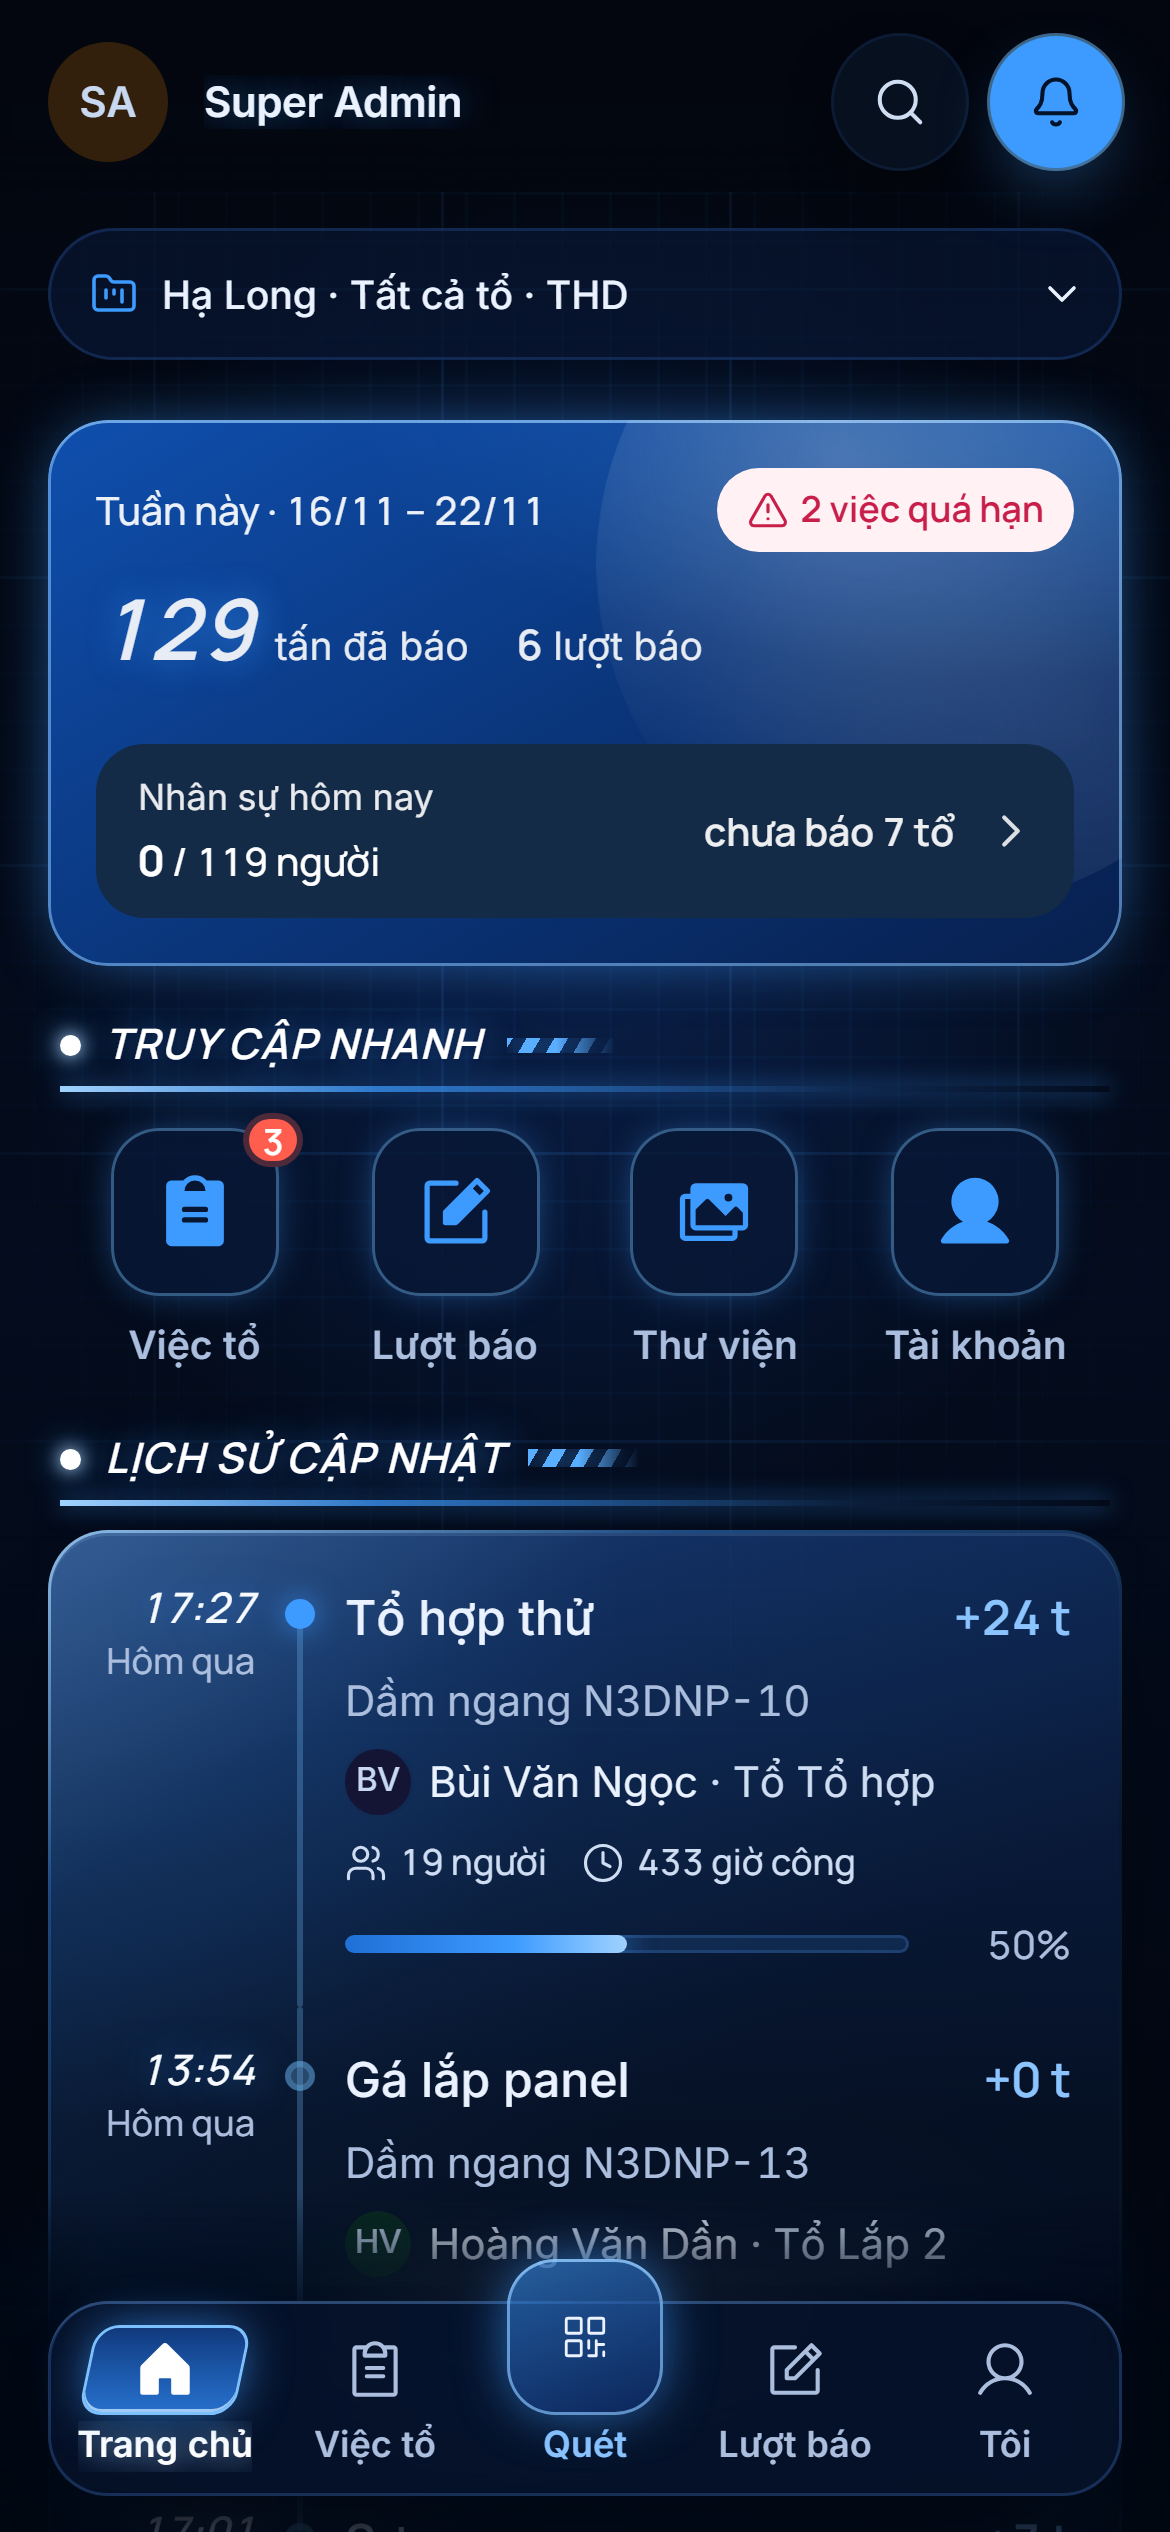 SA
Super Admin
Hạ Long · Tất cả tổ · THD
Tuần này · 16/11 – 22/11
2 việc quá hạn
129 tấn đã báo 6 lượt báo
Nhân sự hôm nay
0 / 119 người
chưa báo 7 tổ
TRUY CẬP NHANH
3
Việc tổ
Lượt báo
Thư viện
Tài khoản
LỊCH SỬ CẬP NHẬT
17:27
Hôm qua
Tổ hợp thử
+24 t
Dầm ngang N3DNP-10
BV
Bùi Văn Ngọc · Tổ Tổ hợp
19 người
433 giờ công
50%
13:54
Hôm qua
Gá lắp panel
+0 t
Dầm ngang N3DNP-13
HV
Hoàng Văn Dần · Tổ Lắp 2
Trang chủ
Việc tổ
Quét
Lượt báo
Tôi
17:01